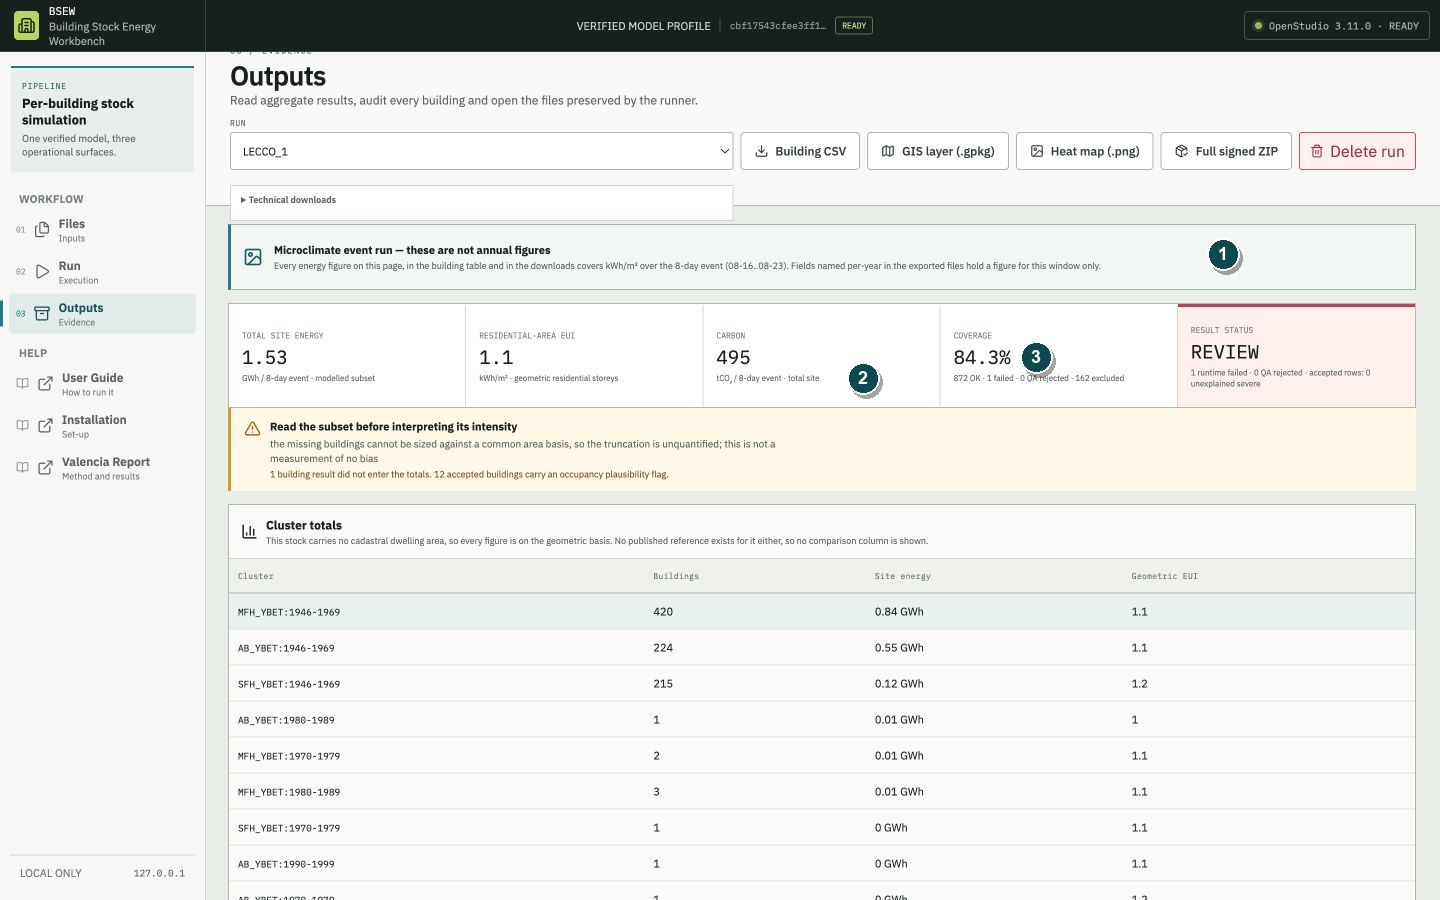 BSEW
Building Stock Energy
Workbench
VERIFIED MODEL PROFILE
cbf17543cfee3ff1…
READY
OpenStudio 3.11.0 · READY
PIPELINE
Per-building stock
simulation
One verified model, three
operational surfaces.
WORKFLOW
01
Files
Inputs
02
Run
Execution
03
Outputs
Evidence
HELP
User Guide
How to run it
Installation
Set-up
Valencia Report
Method and results
LOCAL ONLY
127.0.0.1
Outputs
Read aggregate results, audit every building and open the files preserved by the runner.
RUN
LECCO_1
Building CSV
GIS layer (.gpkg)
Heat map (.png)
Full signed ZIP
Delete run
Technical downloads
Microclimate event run — these are not annual figures
Every energy figure on this page, in the building table and in the downloads covers kWh/m² over the 8-day event (08-16..08-23). Fields named per-year in the exported files hold a figure for this window only.
1
TOTAL SITE ENERGY
1.53
GWh / 8-day event · modelled subset
RESIDENTIAL-AREA EUI
1.1
kWh/m² · geometric residential storeys
CARBON
495
tCO₂ / 8-day event · total site
2
COVERAGE
84.3%
3
872 OK · 1 failed · 0 QA rejected · 162 excluded
RESULT STATUS
REVIEW
1 runtime failed · 0 QA rejected · accepted rows: 0
unexplained severe
Read the subset before interpreting its intensity
the missing buildings cannot be sized against a common area basis, so the truncation is unquantified; this is not a
measurement of no bias
1 building result did not enter the totals. 12 accepted buildings carry an occupancy plausibility flag.
Cluster totals
This stock carries no cadastral dwelling area, so every figure is on the geometric basis. No published reference exists for it either, so no comparison column is shown.
Cluster Buildings Site energy Geometric EUI
MFH_YBET:1946-1969 420 0.84 GWh 1.1
AB_YBET:1946-1969 224 0.55 GWh 1.1
SFH_YBET:1946-1969 215 0.12 GWh 1.2
AB_YBET:1980-1989 1 0.01 GWh 1
MFH_YBET:1970-1979 2 0.01 GWh 1.1
MFH_YBET:1980-1989 3 0.01 GWh 1.1
SFH_YBET:1970-1979 1 0 GWh 1.1
AB_YBET:1990-1999 1 0 GWh 1.1